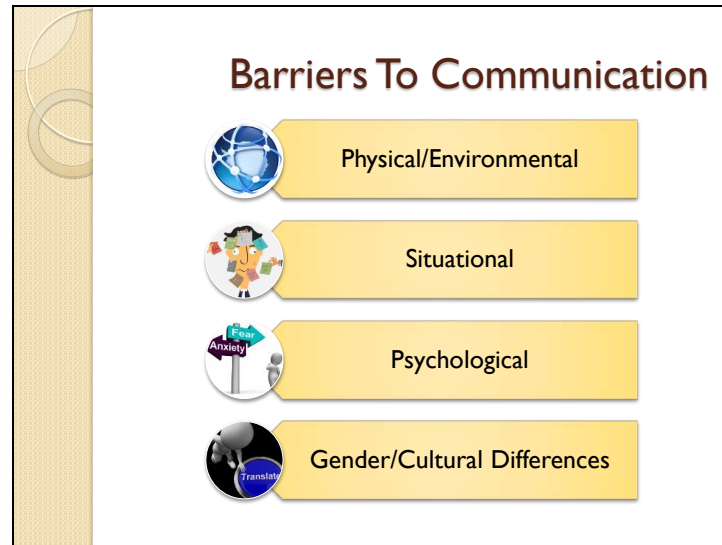 Barriers To Communication
Physical/Environmental
Situational
Fear
Anxiety
Psychological
Translate
Gender/Cultural Differences